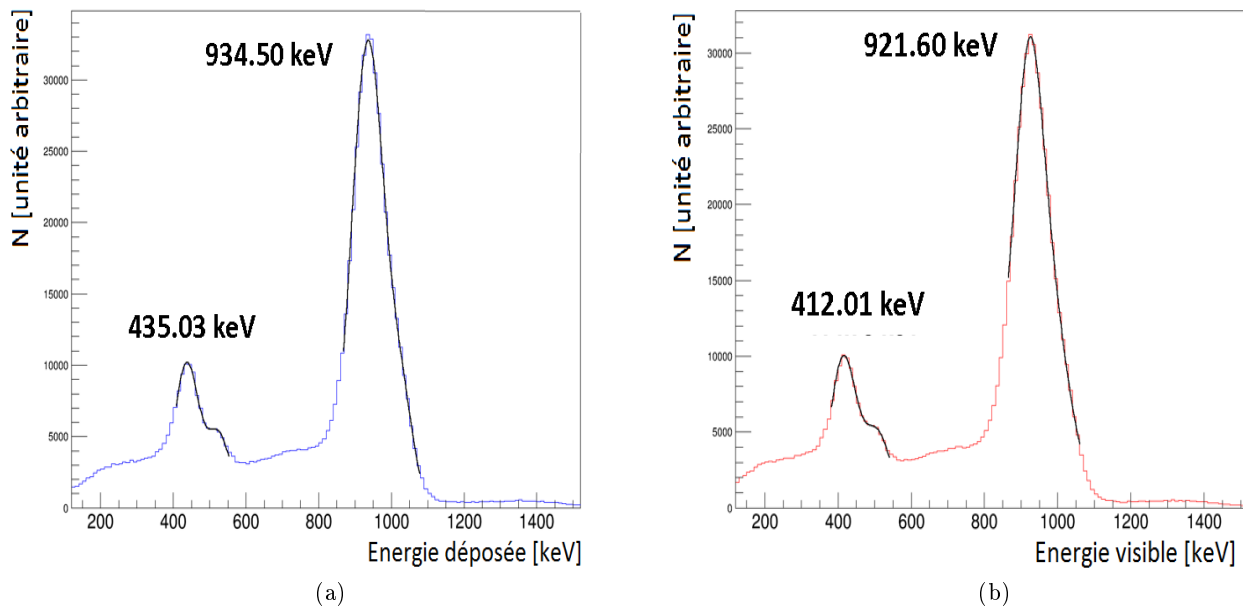 934.50 keV
435.03 keV
N [unité arbitraire]
30000
25000
20000
15000
10000
5000
0
200 400 600 800 1000 1200 1400
Energie déposée [keV]
(a)
921.60 keV
412.01 keV
N [unité arbitraire]
30000
25000
20000
15000
10000
5000
0
200 400 600 800 1000 1200 1400
Energie visible [keV]
(b)